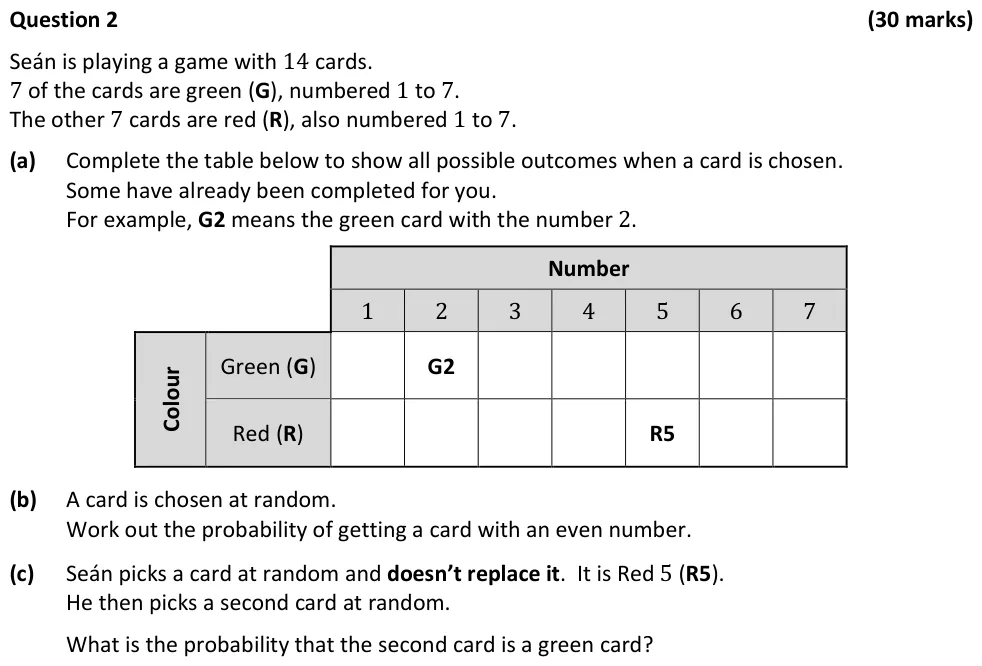 Question 2 (30 marks)
Seán is playing a game with 14 cards.
7 of the cards are green (G), numbered 1 to 7.
The other 7 cards are red (R), also numbered 1 to 7.
(a) Complete the table below to show all possible outcomes when a card is chosen.
Some have already been completed for you.
For example, G2 means the green card with the number 2.
Number
1 2 3 4 5 6 7
Colour
Green (G) G2
Red (R) R5
(b) A card is chosen at random.
Work out the probability of getting a card with an even number.
(c) Seán picks a card at random and doesn’t replace it. It is Red 5 (R5).
He then picks a second card at random.
What is the probability that the second card is a green card?